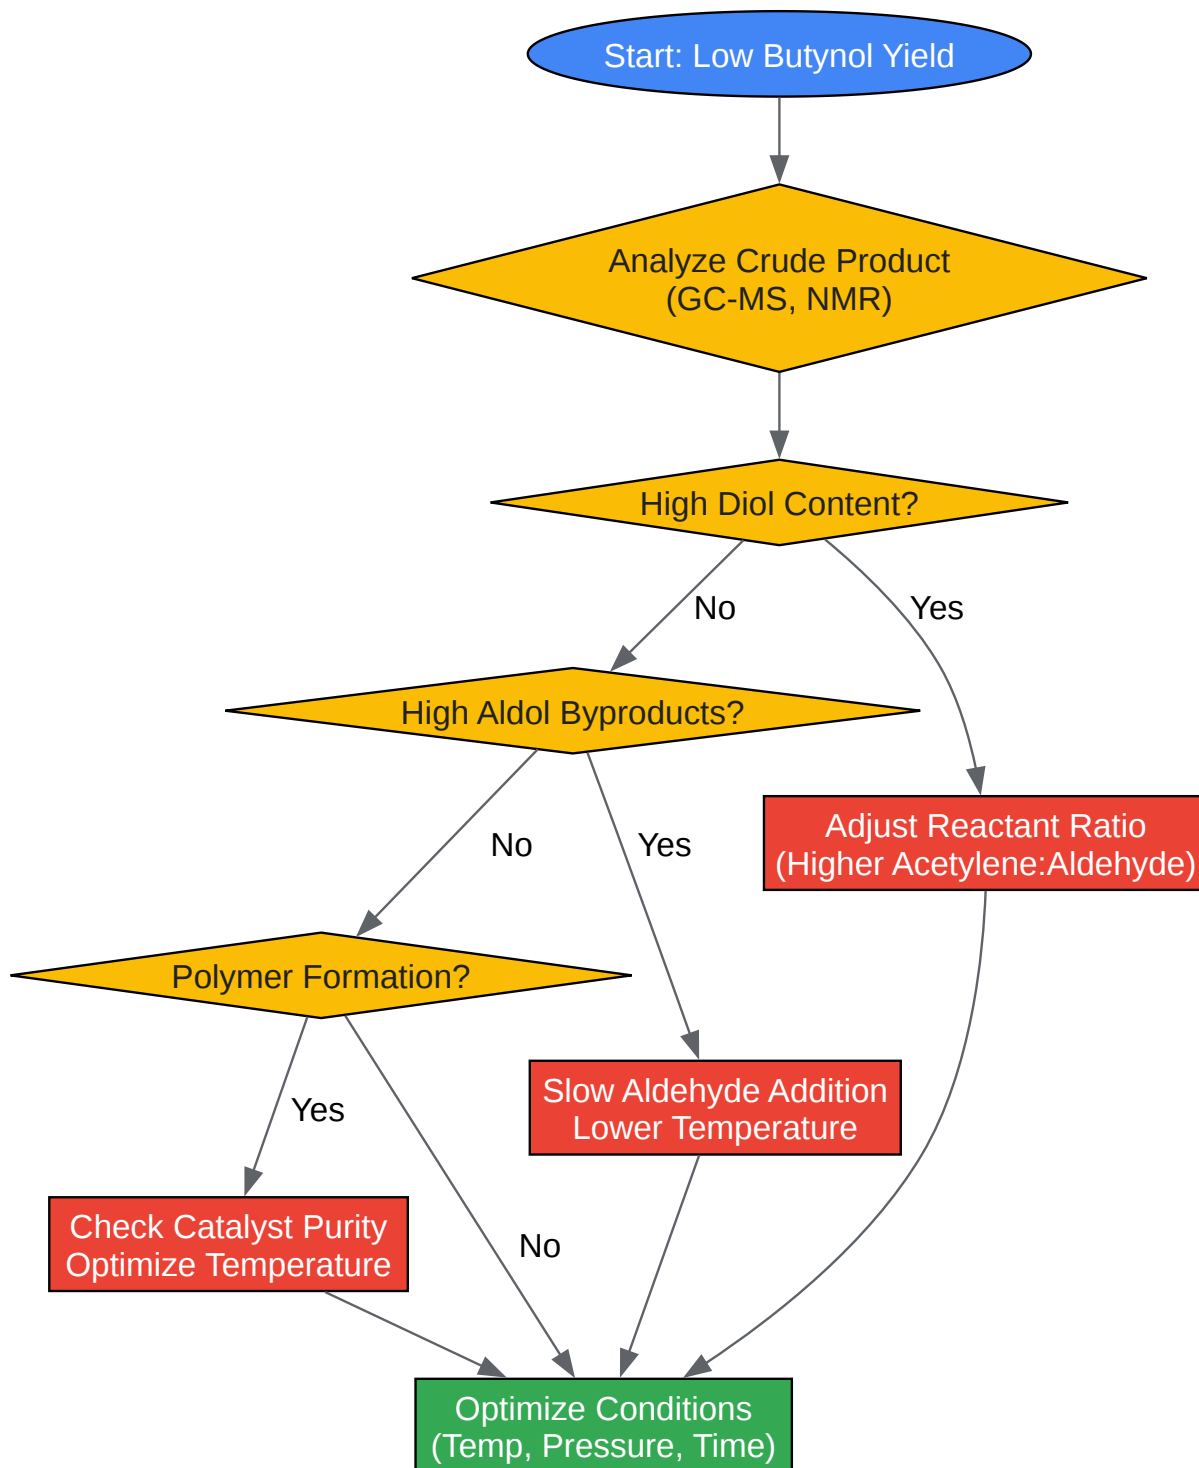 Start: Low Butynol Yield
Analyze Crude Product
(GC-MS, NMR)
High Diol Content?
No
Yes
High Aldol Byproducts?
Adjust Reactant Ratio
(Higher Acetylene:Aldehyde)
No
Yes
Polymer Formation?
Slow Aldehyde Addition
Lower Temperature
Yes
Check Catalyst Purity
Optimize Temperature
No
Optimize Conditions
(Temp, Pressure, Time)